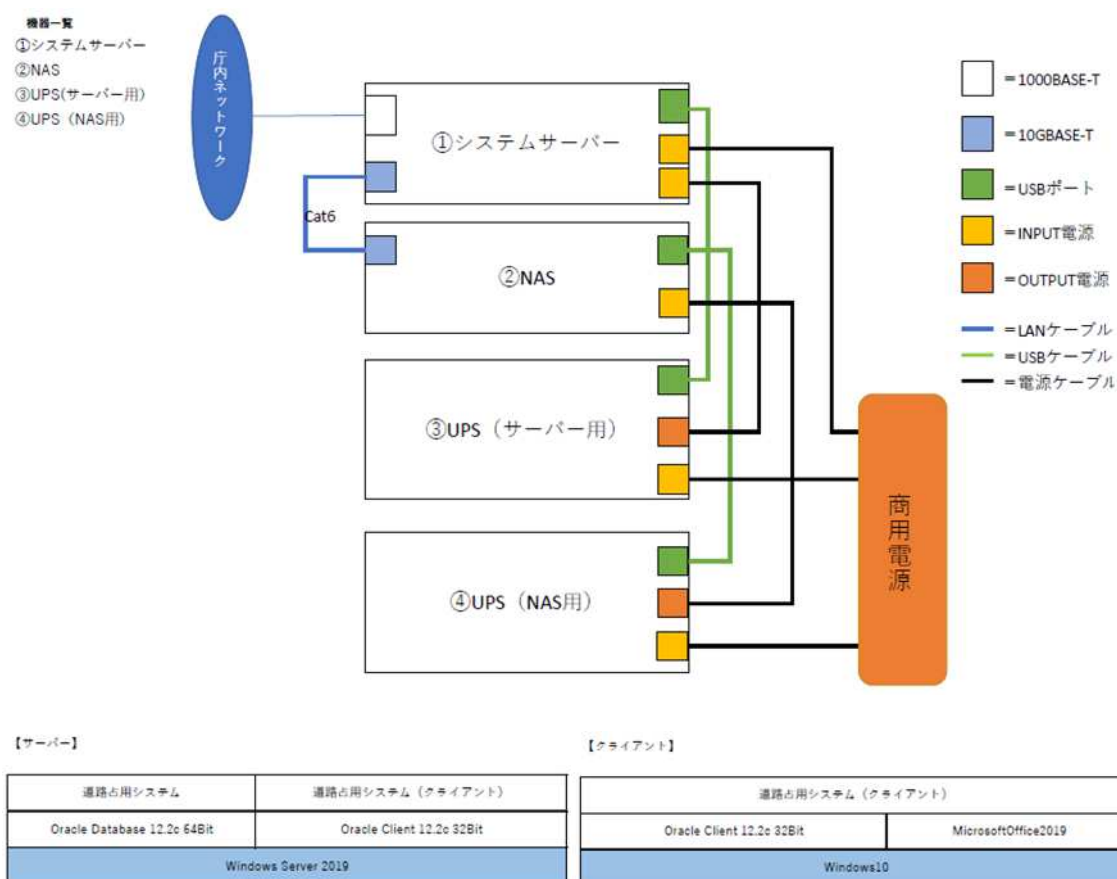 機器一覧
①システムサーバー
②NAS
③UPS(サーバー用)
④UPS（NAS用）
庁内ネットワーク
①システムサーバー
Cat6
②NAS
③UPS（サーバー用）
④UPS（NAS用）
商用電源
＝1000BASE-T
＝10GBASE-T
＝USBポート
＝INPUT電源
＝OUTPUT電源
＝LANケーブル
＝USBケーブル
＝電源ケーブル
【サーバー】
道路占用システム
道路占用システム（クライアント）
Oracle Database 12.2c 64Bit
Oracle Client 12.2c 32Bit
Windows Server 2019
【クライアント】
道路占用システム（クライアント）
Oracle Client 12.2c 32Bit
MicrosoftOffice2019
Windows10